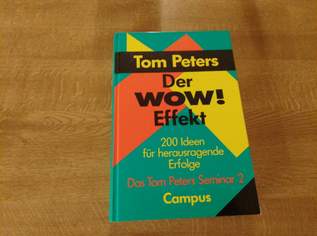 Tom Peters
Der
WOW!
Effekt
200 Ideen
für herausragende
Erfolge
Das Tom Peters Seminar 2
Campus